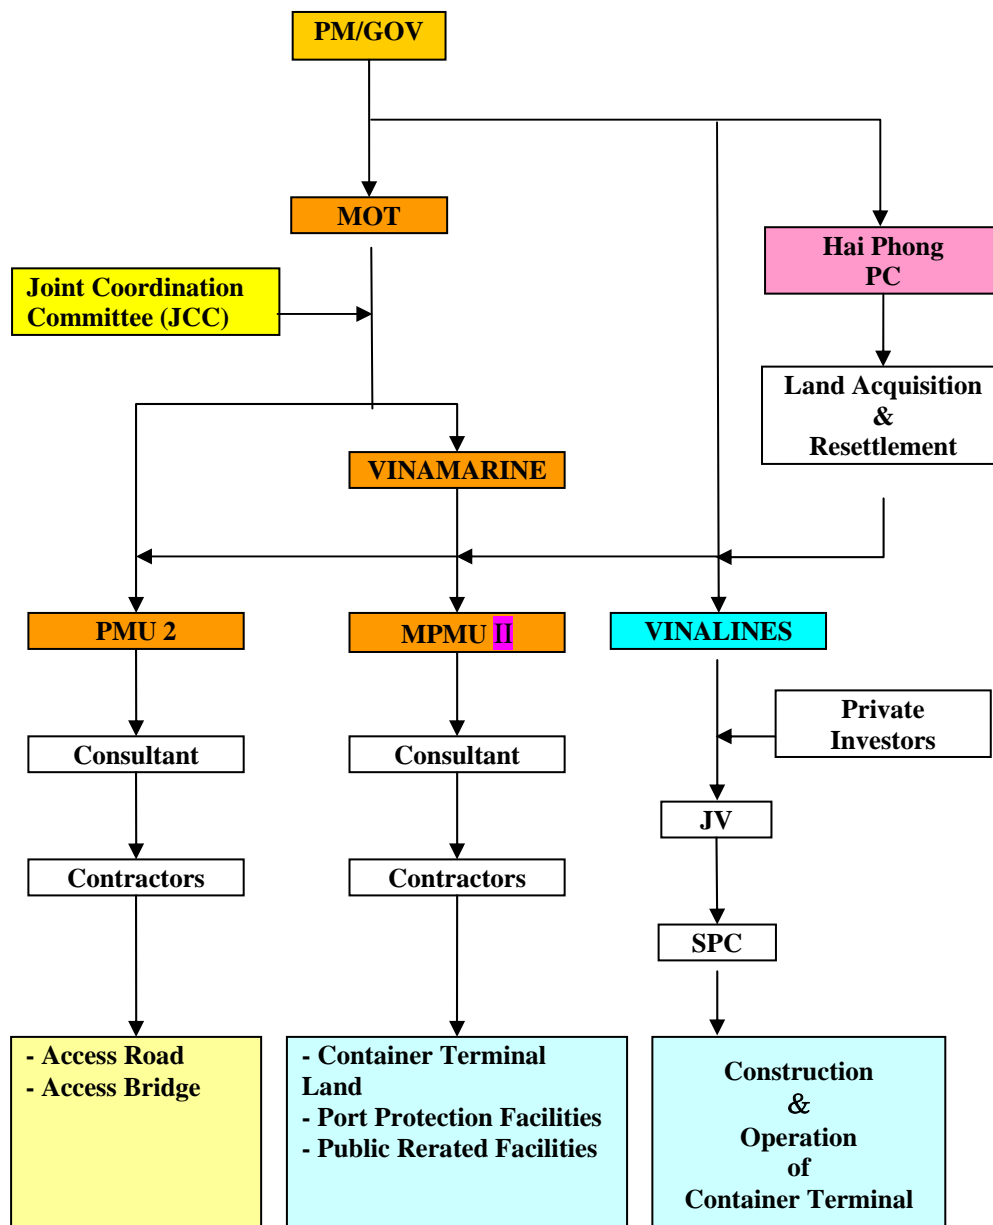 PM/GOV
MOT
Hai Phong
PC
Joint Coordination
Committee (JCC)
Land Acquisition
&
Resettlement
VINAMARINE
PMU 2
MPMU II
VINALINES
Private
Investors
Consultant
Consultant
JV
Contractors
Contractors
SPC
- Access Road
- Access Bridge
- Container Terminal
Land
- Port Protection Facilities
- Public Rerated Facilities
Construction
&
Operation
of
Container Terminal